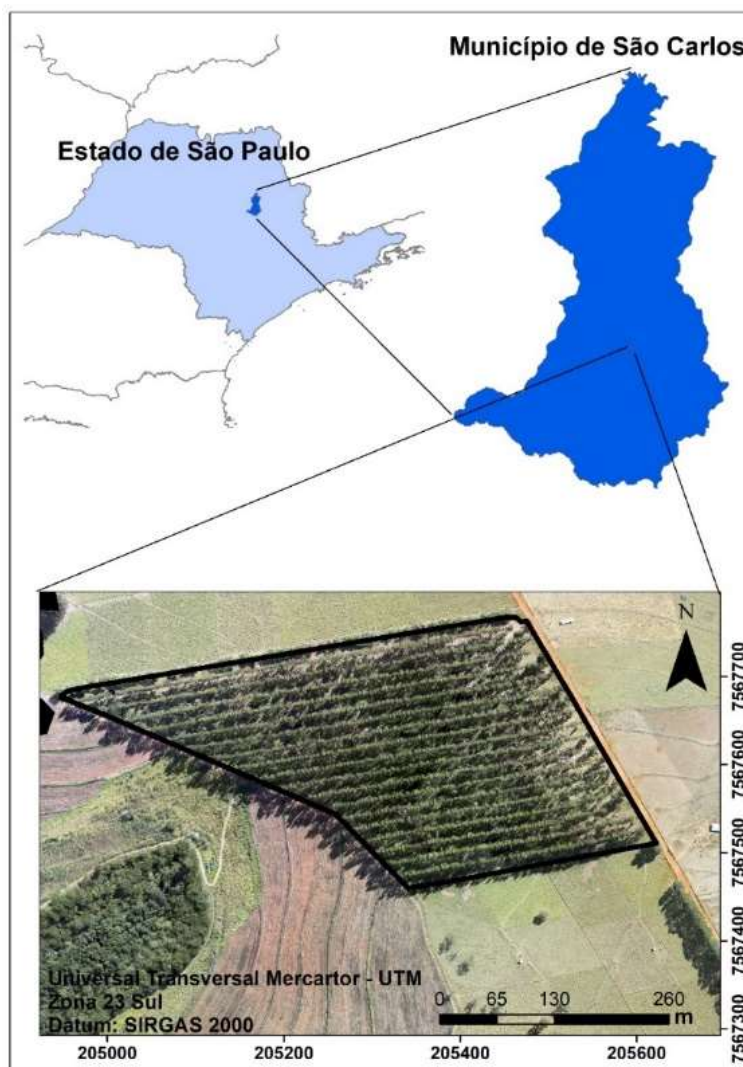 Município de São Carlos
Estado de São Paulo
N
7567700
7567600
7567500
7567400
7567300
Universal Transversal Mercartor - UTM
Zona 23 Sul
Datum: SIRGAS 2000
0 65 130 260
m
205000 205200 205400 205600